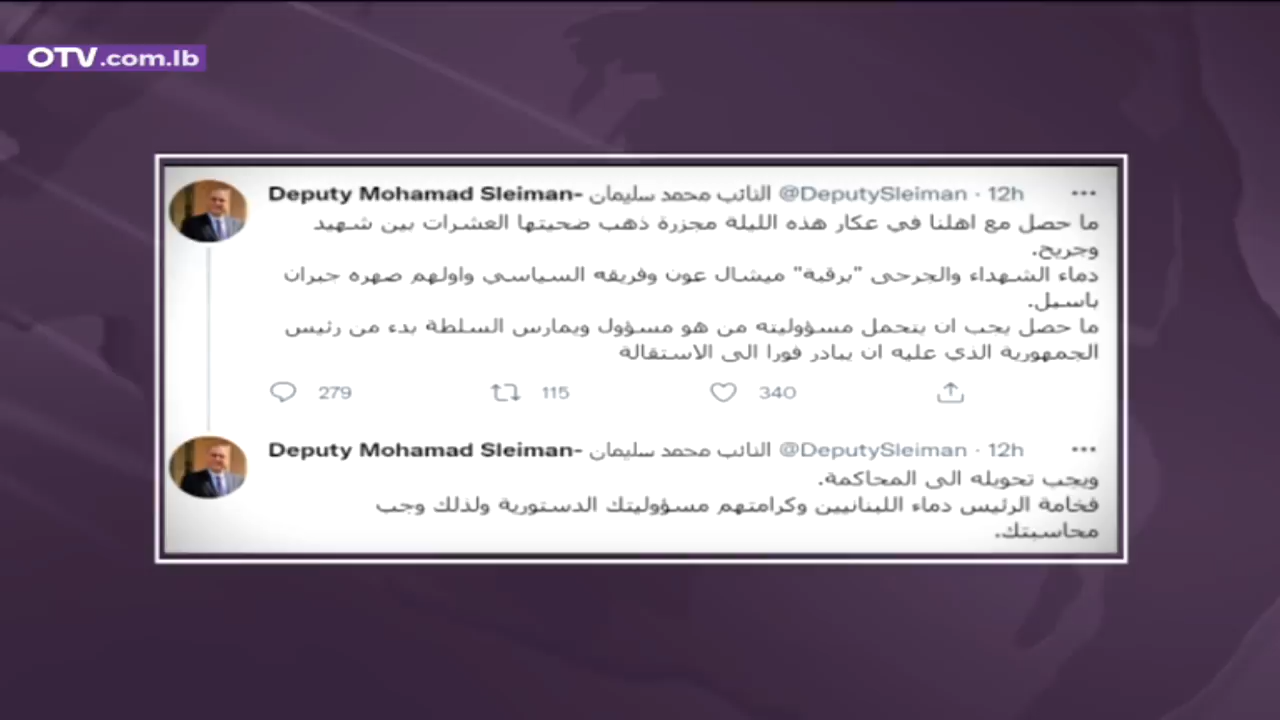 OTV.com.lb
Deputy Mohamad Sleiman- النائب محمد سليمان @DeputySleiman · 12h
ما حصل مع اهلنا في عكار هذه الليلة مجزرة ذهب ضحيتها العشرات بين شهيد
وجريح.
دماء الشهداء والجرحى "برقبة" ميشال عون وفريقه السياسي واولهم صهره جبران
باسيل.
ما حصل يجب ان يتحمل مسؤوليته من هو مسؤول ويمارس السلطة بدء من رئيس
الجمهورية الذي عليه ان يبادر فورا الى الاستقالة
279 115 340
Deputy Mohamad Sleiman- النائب محمد سليمان @DeputySleiman · 12h
ويجب تحويله الى المحاكمة.
فخامة الرئيس دماء اللبنانيين وكرامتهم مسؤوليتك الدستورية ولذلك وجب
محاسبتك.